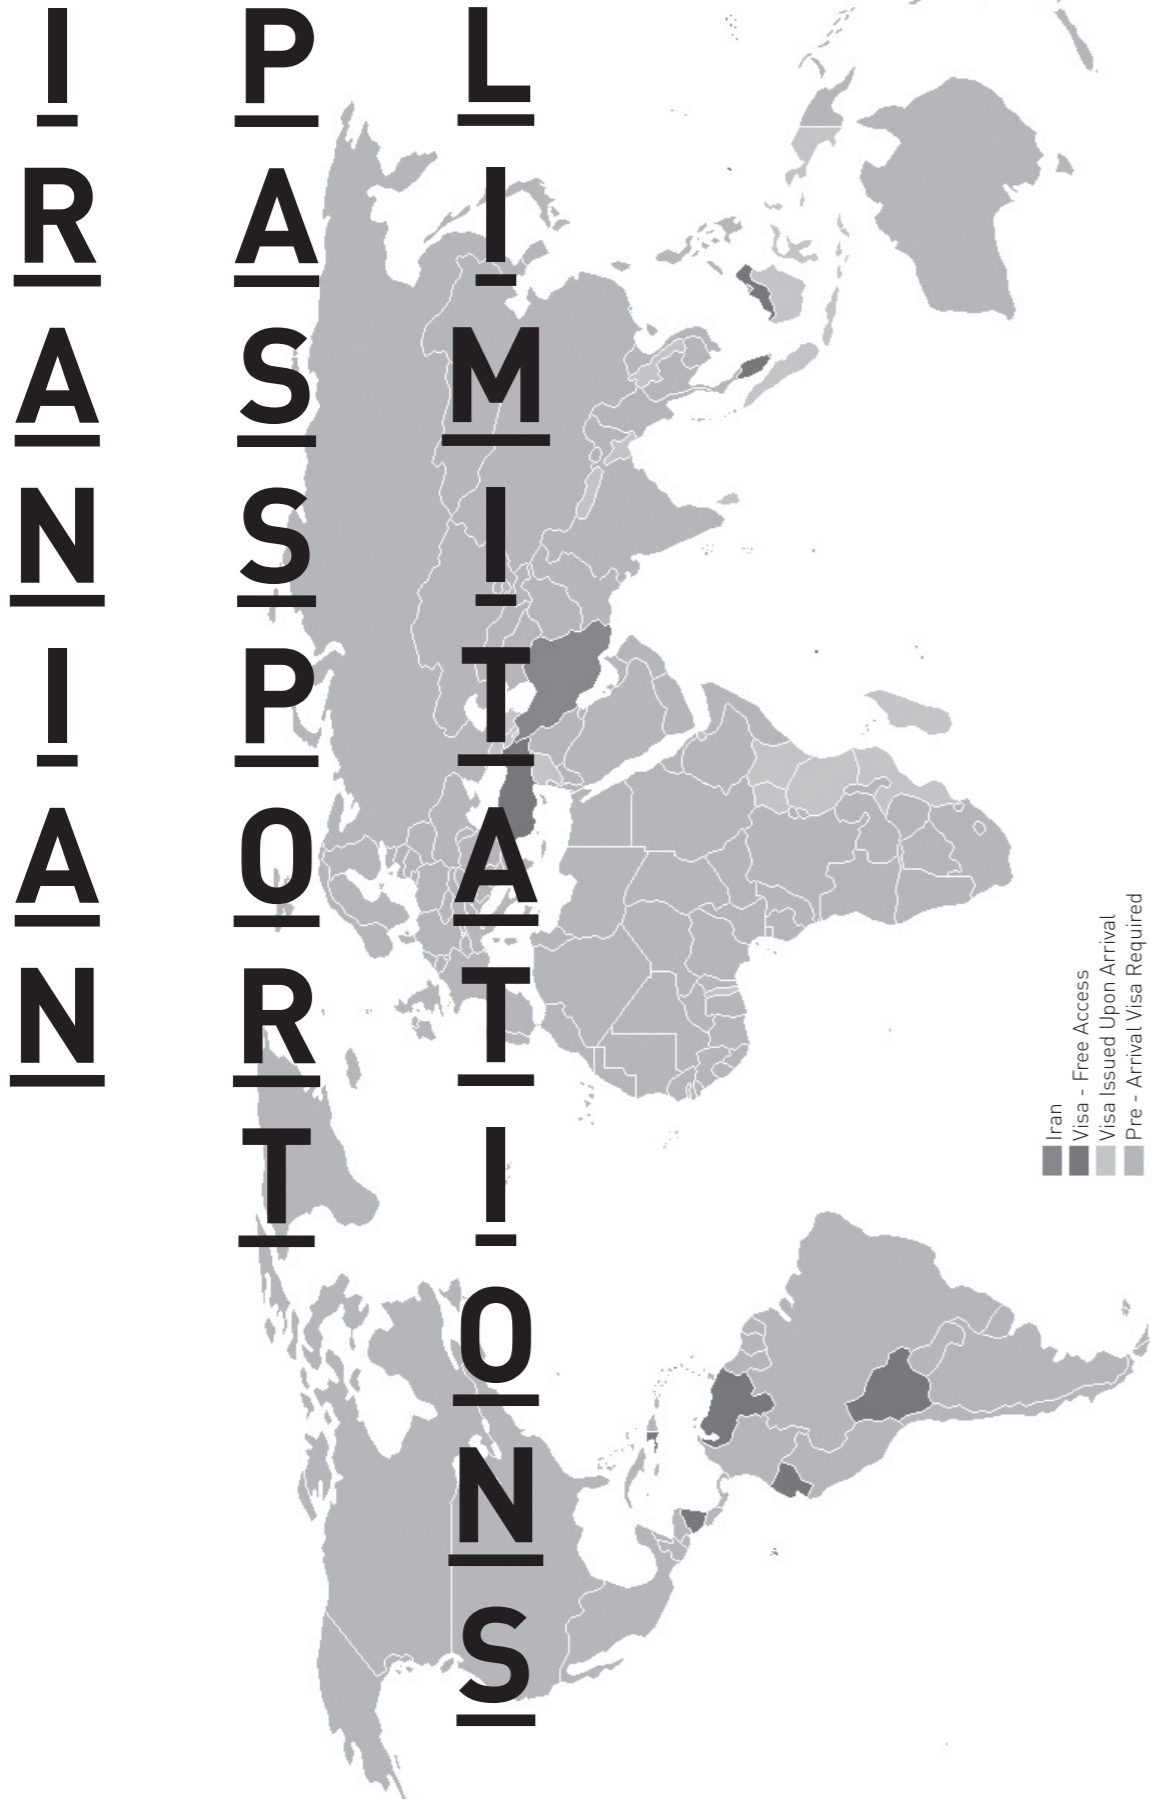 IRANIAN
PASSPORT
LIMITATIONS
Iran
Visa - Free Access
Visa Issued Upon Arrival
Pre - Arrival Visa Required